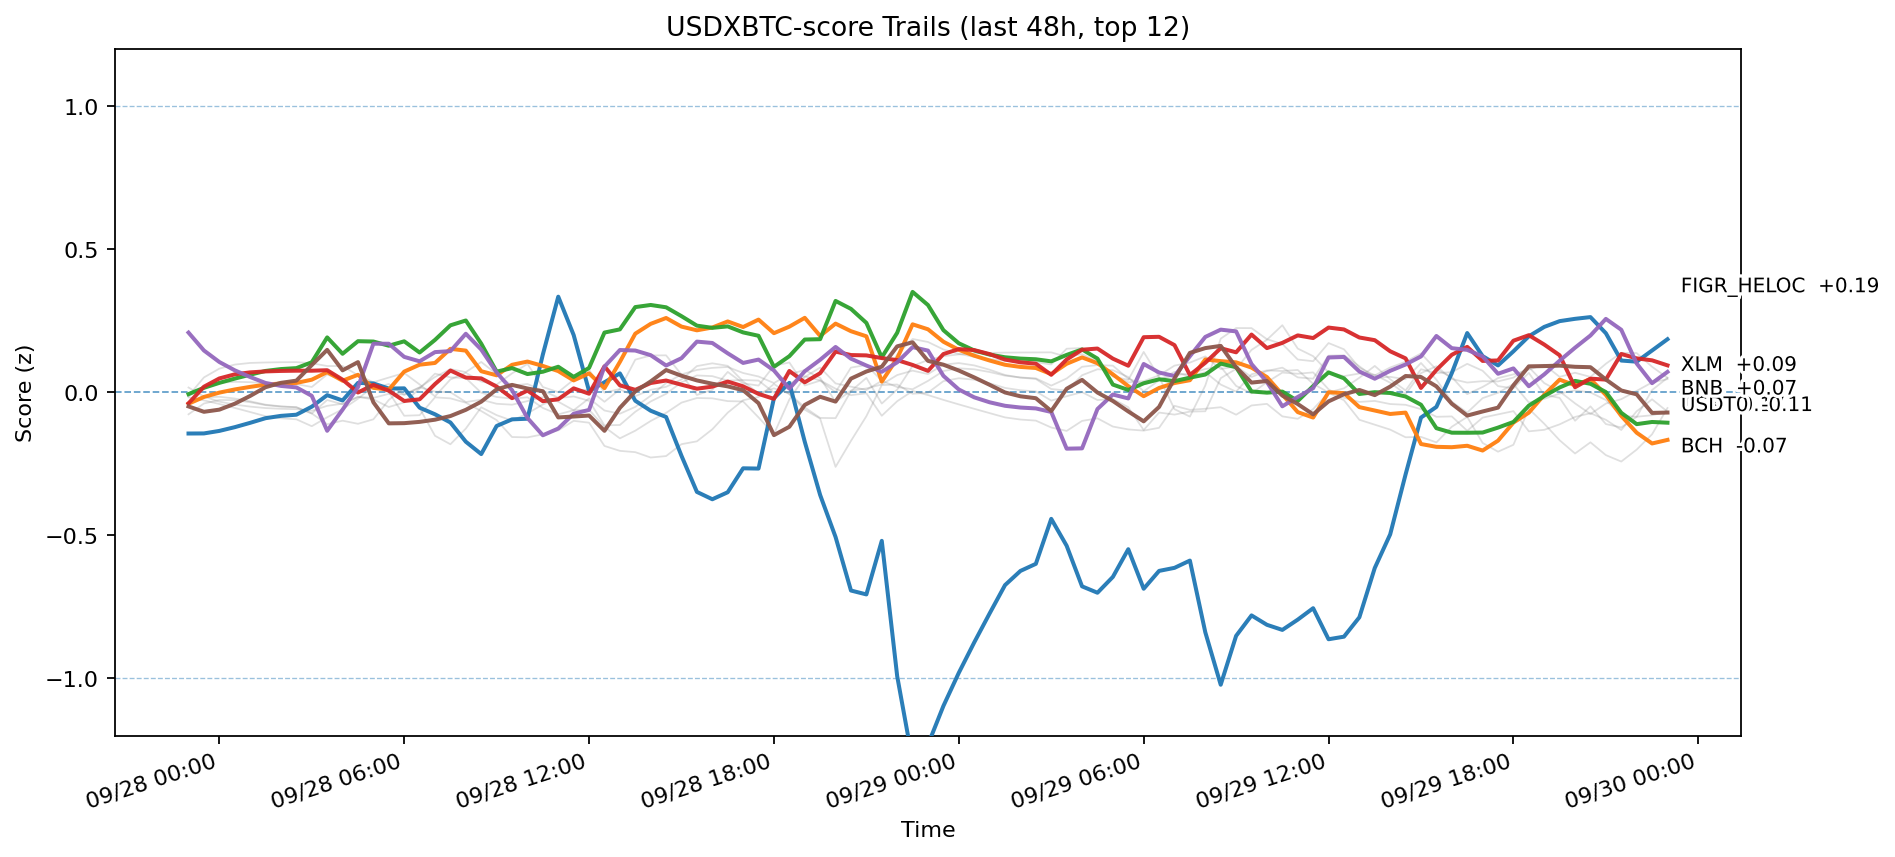 USDXBTC-score Trails (last 48h, top 12)
Score (z)
1.0
0.5
0.0
−0.5
−1.0
FIGR_HELOC +0.19
XLM +0.09
BNB +0.07
USDT0
0.11
BCH -0.07
09/28 00:00
09/28 06:00
09/28 12:00
09/28 18:00
09/29 00:00
09/29 06:00
09/29 12:00
09/29 18:00
09/30 00:00
Time